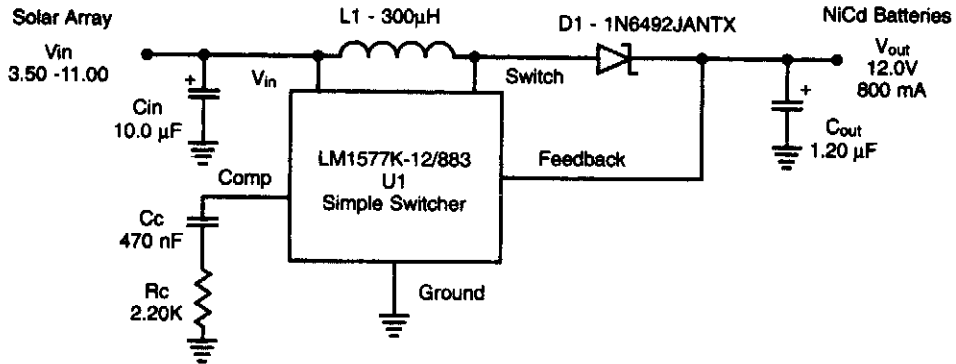 Solar Array
Vin
3.50 -11.00
Cin
10.0 µF
Vin
L1 - 300µH
Switch
D1 - 1N6492JANTX
NiCd Batteries
Vout
12.0V
800 mA
Cout
1.20 µF
LM1577K-12/883
U1
Simple Switcher
Feedback
Comp
Cc
470 nF
Rc
2.20K
Ground